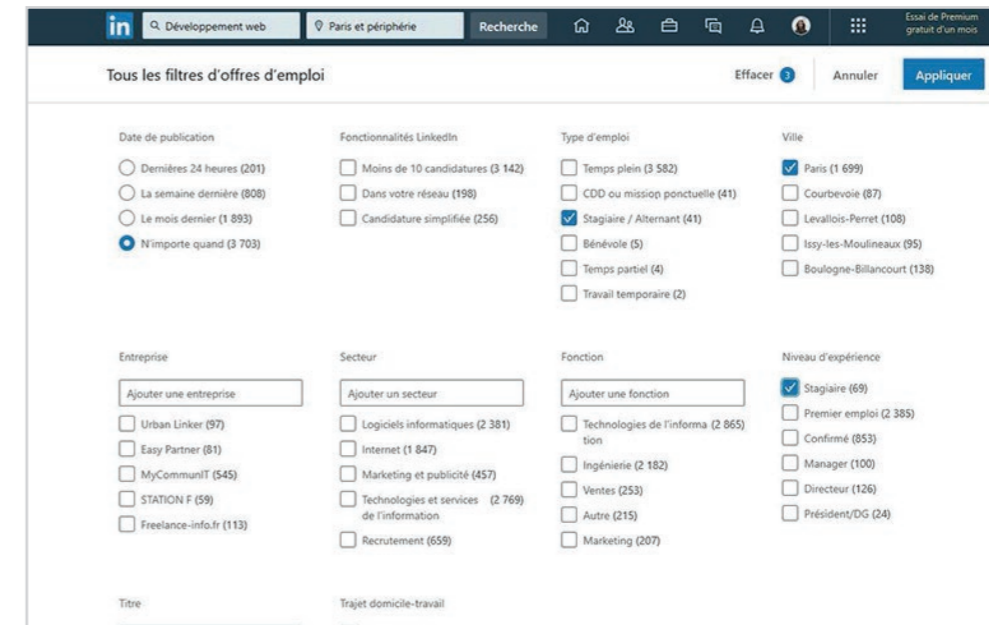 in
Développement web
Paris et périphérie
Recherche
Essai de Premium
gratuit d'un mois
Tous les filtres d'offres d'emploi
Effacer 3
Annuler
Appliquer
Date de publication
Dernières 24 heures (201)
La semaine dernière (808)
Le mois dernier (1 893)
N'importe quand (3 703)
Fonctionnalités LinkedIn
Moins de 10 candidatures (3 142)
Dans votre réseau (198)
Candidature simplifiée (256)
Type d'emploi
Temps plein (3 582)
CDD ou mission ponctuelle (41)
Stagiaire / Alternant (41)
Bénévole (5)
Temps partiel (4)
Travail temporaire (2)
Ville
Paris (1 699)
Courbevoie (87)
Levallois-Perret (108)
Issy-les-Moulineaux (95)
Boulogne-Billancourt (138)
Entreprise
Ajouter une entreprise
Urban Linker (97)
Easy Partner (81)
MyCommunIT (545)
STATION F (59)
Freelance-info.fr (113)
Secteur
Ajouter un secteur
Logiciels informatiques (2 381)
Internet (1 847)
Marketing et publicité (457)
Technologies et services (2 769)
de l'information
Recrutement (659)
Fonction
Ajouter une fonction
Technologies de l'informa (2 865)
tion
Ingénierie (2 182)
Ventes (253)
Autre (215)
Marketing (207)
Niveau d'expérience
Stagiaire (69)
Premier emploi (2 385)
Confirmé (853)
Manager (100)
Directeur (126)
Président/DG (24)
Titre
Trajet domicile-travail